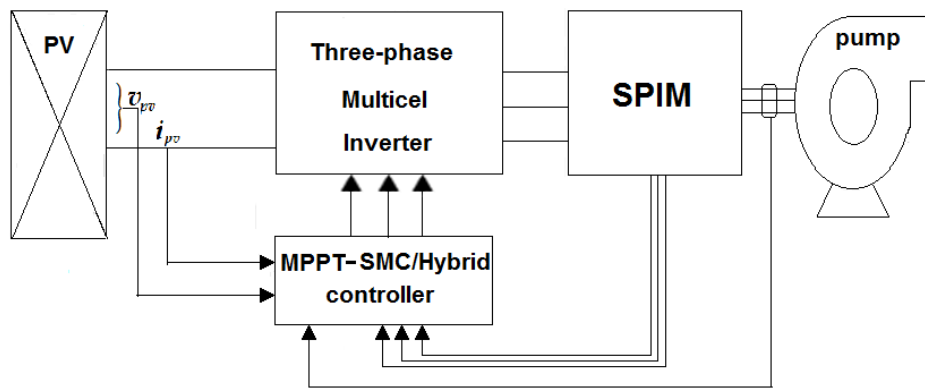 PV
Three-phase
Multicel
Inverter
SPIM
pump
v_pv
i_pv
MPPT-SMC/Hybrid
controller